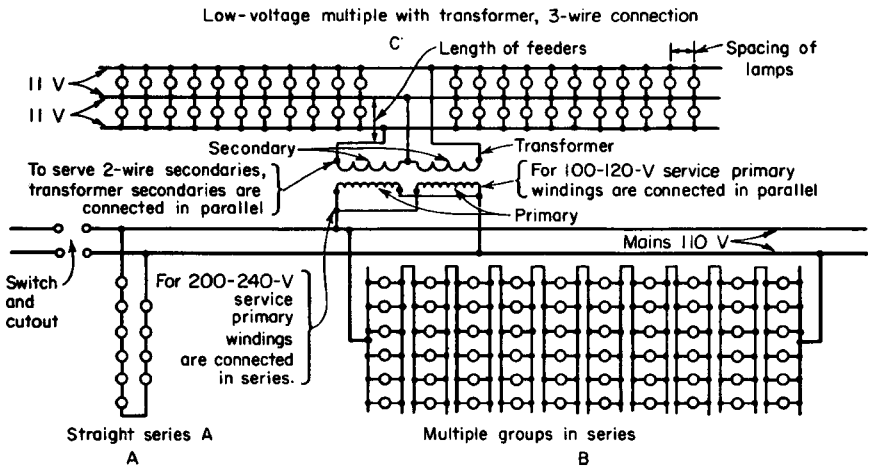 Low-voltage multiple with transformer, 3-wire connection
C
Length of feeders
Spacing of
lamps
11 V
11 V
Secondary
Transformer
To serve 2-wire secondaries,
transformer secondaries are
connected in parallel
For 100-120-V service primary
windings are connected in parallel
Primary
Mains 110 V
Switch
and
cutout
For 200-240-V
service
primary
windings
are connected
in series.
Straight series A
A
Multiple groups in series
B